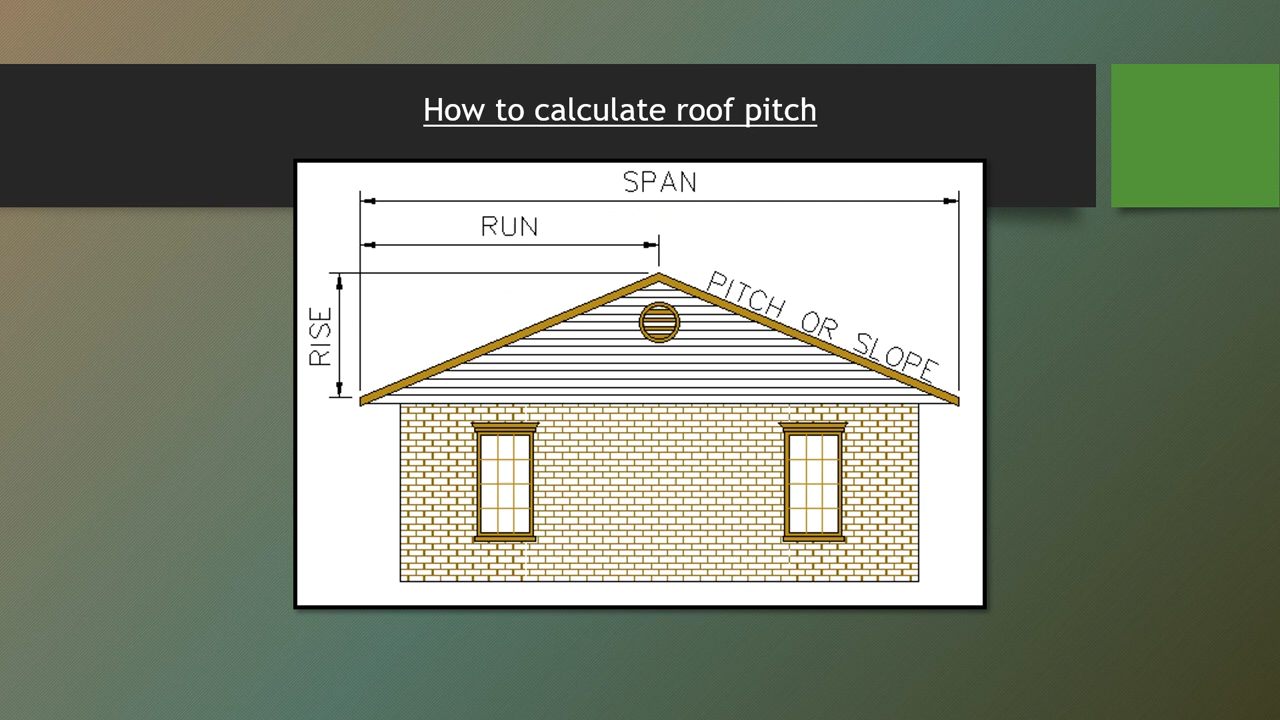 How to calculate roof pitch
SPAN
RUN
PITCH OR SLOPE
RISE